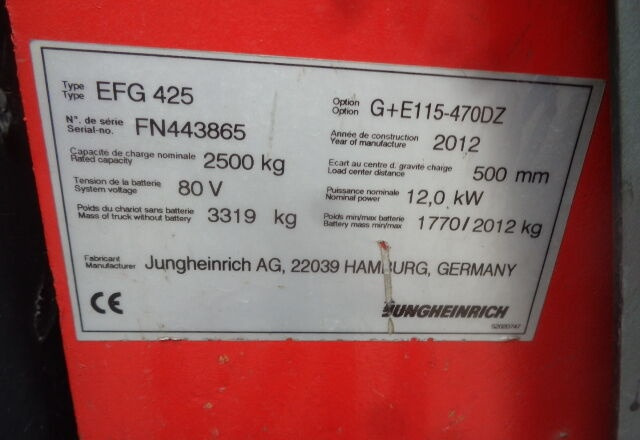 Type EFG 425 Option G+E115-470DZ
Type Option
N°. de série FN443865 Année de construction 2012
Serial-no. Year of manufacture
Capacite de charge nominale 2500 kg Ecart au centre d. gravité charge 500 mm
Rated capacity Load center distance
Tension de la batterie 80 V Puissance nominale 12,0 kW
System voltage Nominal power
Poids du chariot sans batterie 3319 kg Poids min/max batterie 1770/2012 kg
Mass of truck without battery Battery mass min/max
Fabricant Jungheinrich AG, 22039 HAMBURG, GERMANY
Manufacturer
CE JUNGHEINRICH
52020747